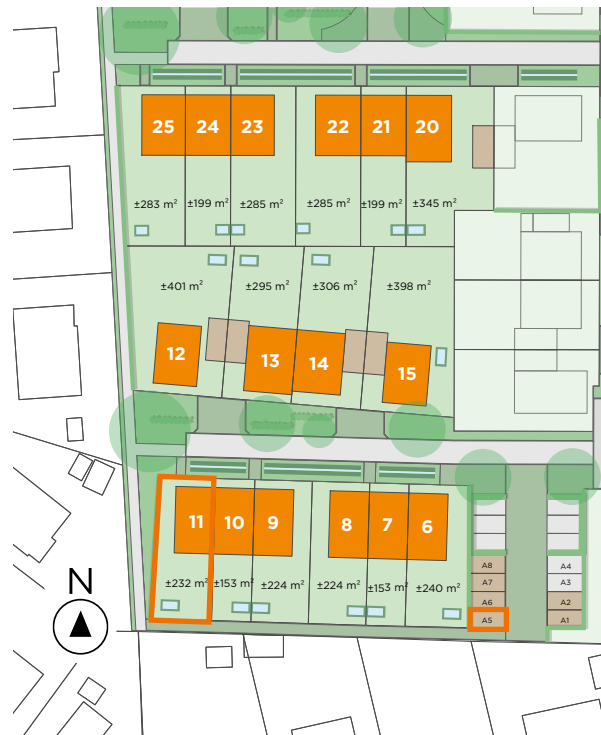 25 24 23 22 21 20
±283 m² ±199 m² ±285 m² ±285 m² ±199 m² ±345 m²
±401 m² ±295 m² ±306 m² ±398 m²
12 13 14 15
11 10 9 8 7 6
±232 m² ±153 m² ±224 m² ±224 m² ±153 m² ±240 m²
A8 A4
A7 A3
A6 A2
A5 A1
N